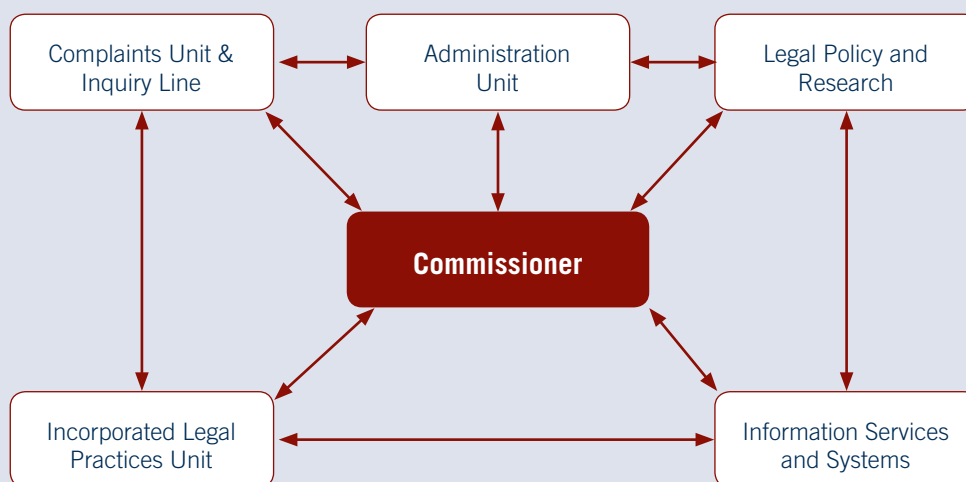 Complaints Unit &
Inquiry Line
Administration
Unit
Legal Policy and
Research
Commissioner
Incorporated Legal
Practices Unit
Information Services
and Systems